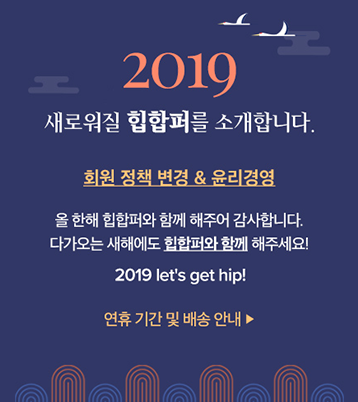 2019
새로워질 힙합퍼를 소개합니다.
회원 정책 변경 & 윤리경영
올 한해 힙합퍼와 함께 해주어 감사합니다.
다가오는 새해에도 힙합퍼와 함께 해주세요!
2019 let's get hip!
연휴 기간 및 배송 안내 ▶